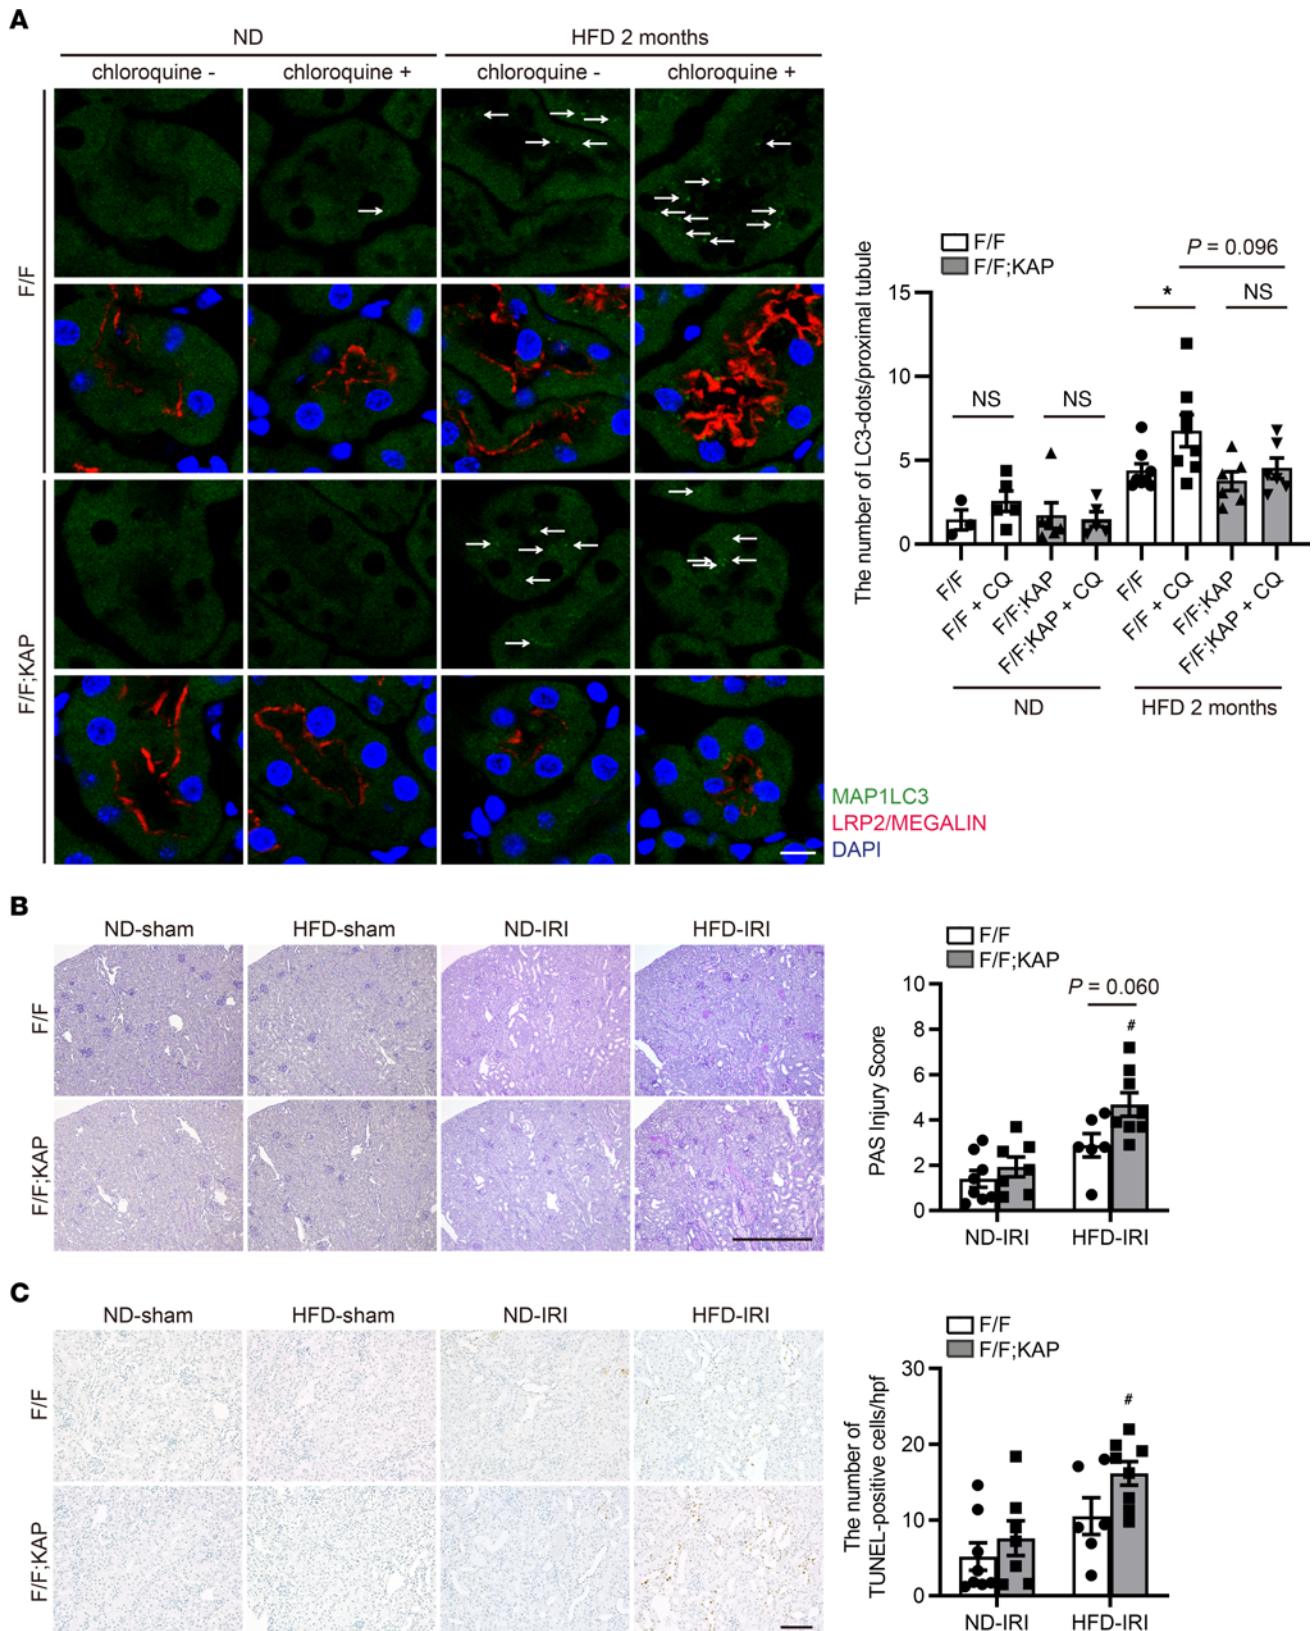 A
ND
HFD 2 months
chloroquine -
chloroquine +
chloroquine -
chloroquine +
F/F
F/F;KAP
MAP1LC3
LRP2/MEGALIN
DAPI
The number of LC3-dots/proximal tubule
F/F
F/F;KAP
P = 0.096
NS
NS
*
NS
15
10
5
0
F/F
F/F + CQ
F/F;KAP
F/F;KAP + CQ
F/F
F/F + CQ
F/F;KAP
F/F;KAP + CQ
ND
HFD 2 months
B
ND-sham
HFD-sham
ND-IRI
HFD-IRI
F/F
F/F;KAP
F/F
F/F;KAP
P = 0.060
#
PAS Injury Score
10
8
6
4
2
0
ND-IRI
HFD-IRI
C
ND-sham
HFD-sham
ND-IRI
HFD-IRI
F/F
F/F;KAP
F/F
F/F;KAP
#
The number of
TUNEL-positive cells/hpf
30
20
10
0
ND-IRI
HFD-IRI